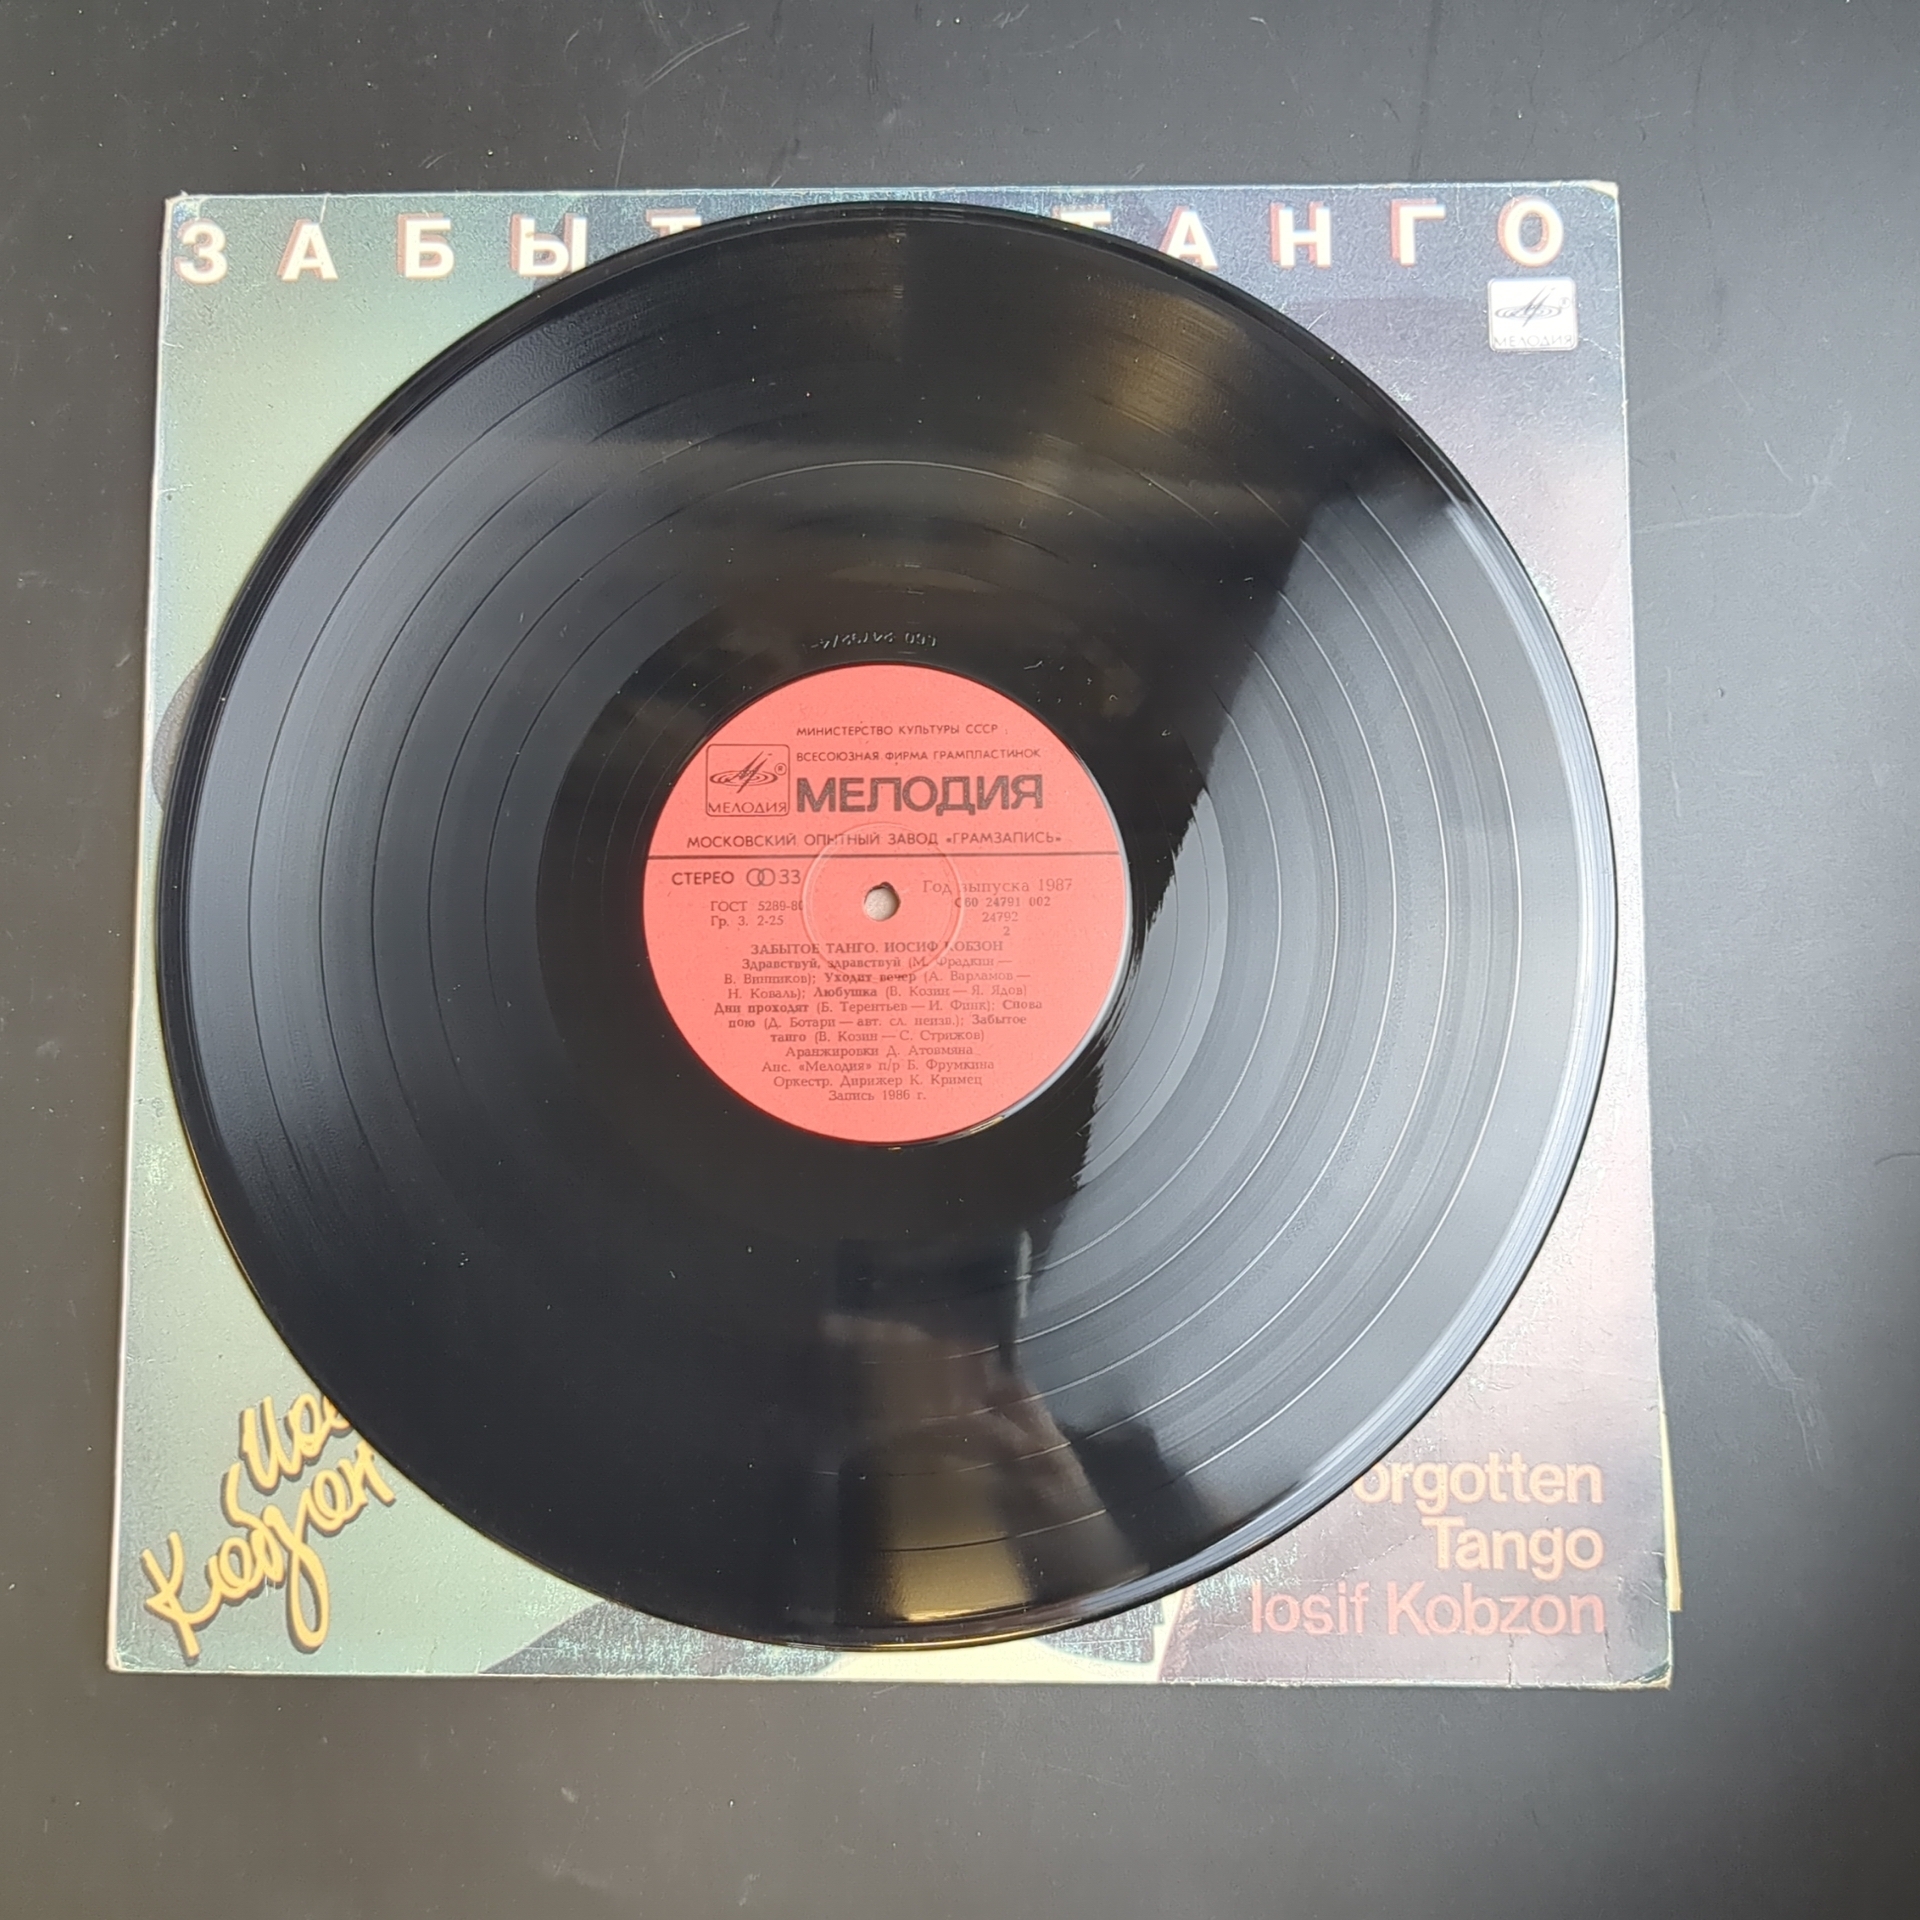 ЗАБЫТ ТАНГО
МЕЛОДИЯ
МИНИСТЕРСТВО КУЛЬТУРЫ СССР
ВСЕСОЮЗНАЯ ФИРМА ГРАМПЛАСТИНОК
МЕЛОДИЯ
МЕЛОДИЯ
МОСКОВСКИЙ ОПЫТНЫЙ ЗАВОД «ГРАМЗАПИСЬ»
СТЕРЕО 33
Год выпуска 1987
ГОСТ 5289-80
С60 24791 002
Гр. 3. 2-25
24792
2
ЗАБЫТОЕ ТАНГО. ИОСИФ КОБЗОН
Здравствуй, здравствуй (М. Фрадкин —
В. Винников); Уходит вечер (А. Варламов —
Н. Коваль); Любушка (В. Козин — Я. Ядов)
Дни проходят (Б. Терентьев — И. Финк); Снова
пою (Д. Ботари — авт. сл. неизв.); Забытое
танго (В. Козин — С. Стрижов)
Аранжировки Д. Атовмяна
Анс. «Мелодия» п/р Б. Фрумкина
Оркестр. Дирижер К. Кримец
Запись 1986 г.
Иос
Кобзон
orgotten
Tango
Iosif Kobzon